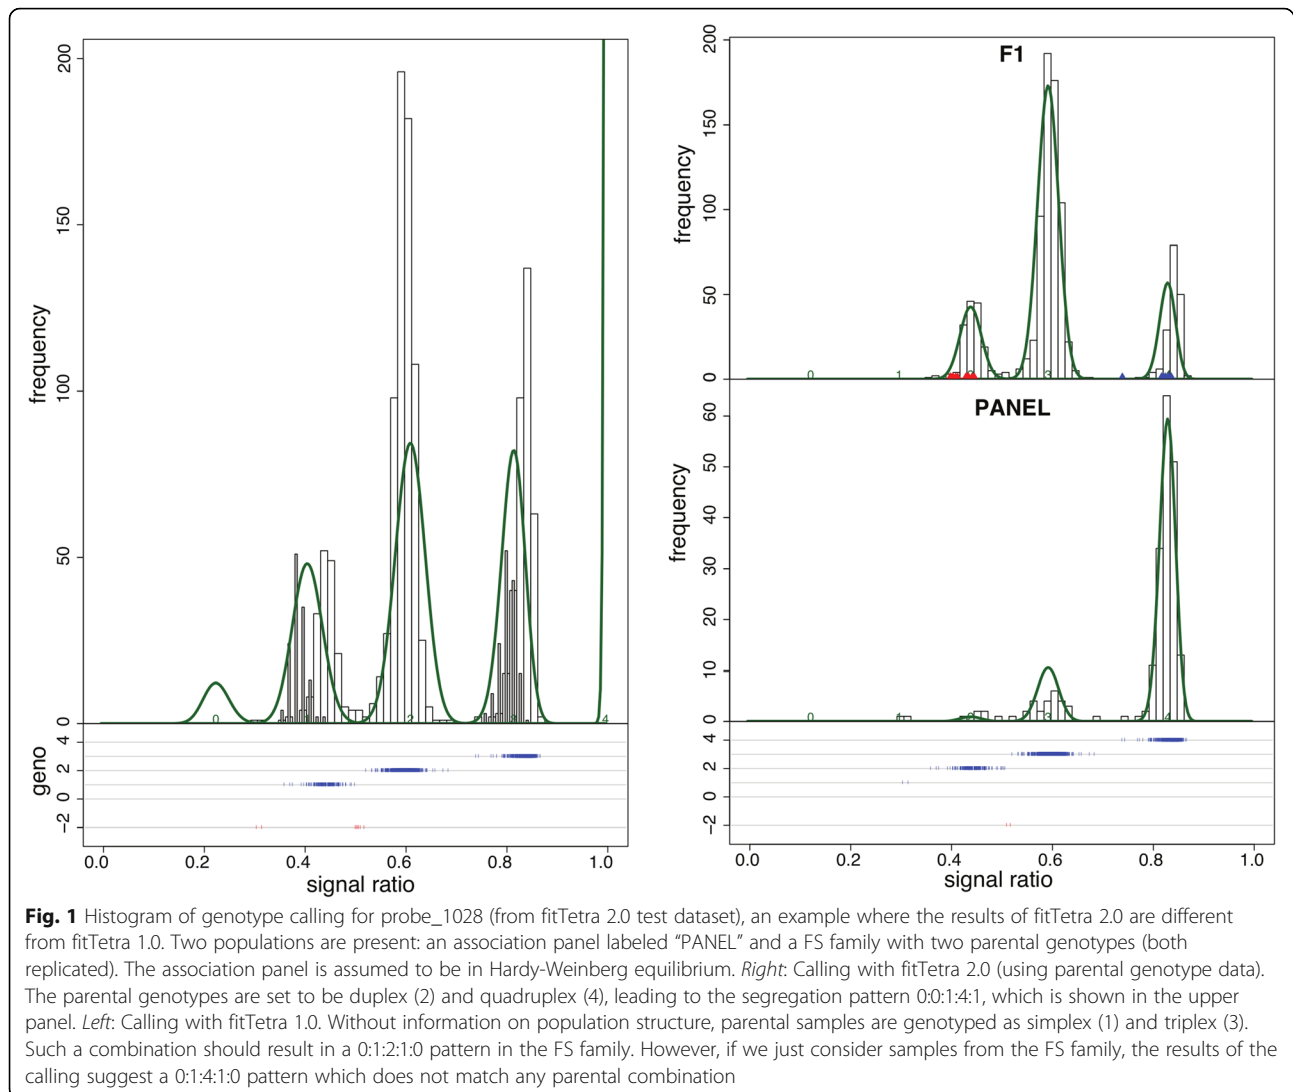 200
150
100
50
0
frequency
0
2
3
4
4
2
0
−2
geno
0.0 0.2 0.4 0.6 0.8 1.0
signal ratio
F1
200
150
100
50
0
frequency
0 1 3
PANEL
60
50
40
30
20
10
0
frequency
0 1 2 3 4
4
2
0
−2
0.0 0.2 0.4 0.6 0.8 1.0
signal ratio
Fig. 1 Histogram of genotype calling for probe_1028 (from fitTetra 2.0 test dataset), an example where the results of fitTetra 2.0 are different
from fitTetra 1.0. Two populations are present: an association panel labeled “PANEL” and a FS family with two parental genotypes (both
replicated). The association panel is assumed to be in Hardy-Weinberg equilibrium. Right: Calling with fitTetra 2.0 (using parental genotype data).
The parental genotypes are set to be duplex (2) and quadruplex (4), leading to the segregation pattern 0:0:1:4:1, which is shown in the upper
panel. Left: Calling with fitTetra 1.0. Without information on population structure, parental samples are genotyped as simplex (1) and triplex (3).
Such a combination should result in a 0:1:2:1:0 pattern in the FS family. However, if we just consider samples from the FS family, the results of the
calling suggest a 0:1:4:1:0 pattern which does not match any parental combination